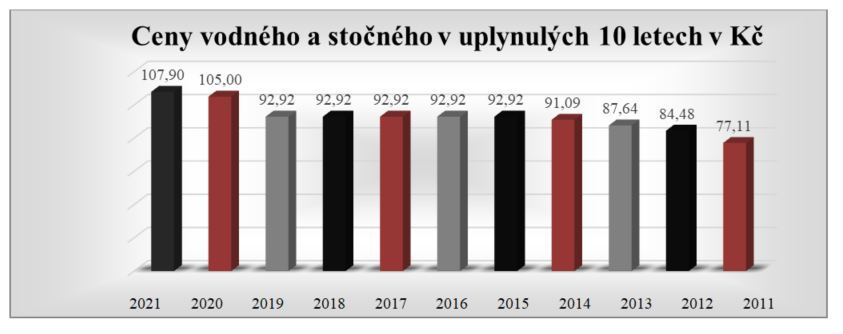 Ceny vodného a stočného v uplynulých 10 letech v Kč
107,90 105,00 92,92 92,92 92,92 92,92 92,92 91,09 87,64 84,48 77,11
2021 2020 2019 2018 2017 2016 2015 2014 2013 2012 2011